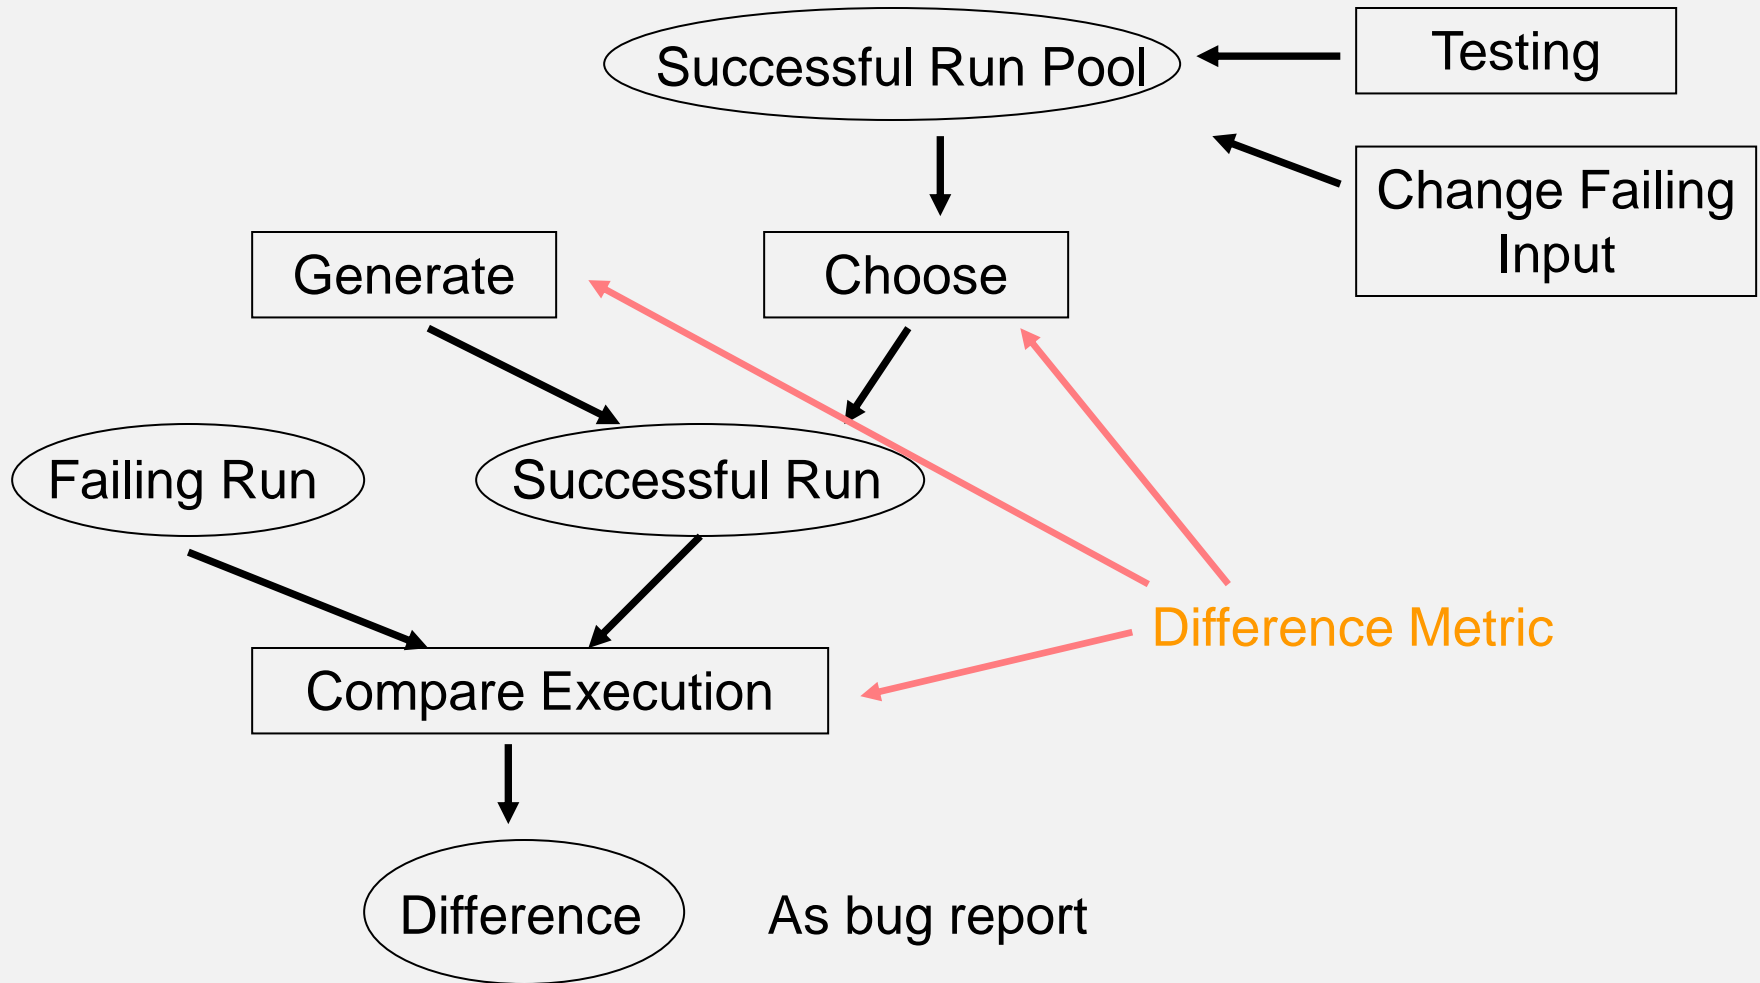 Successful Run Pool
Testing
Change Failing
Input
Generate
Choose
Failing Run
Successful Run
Difference Metric
Compare Execution
Difference
As bug report